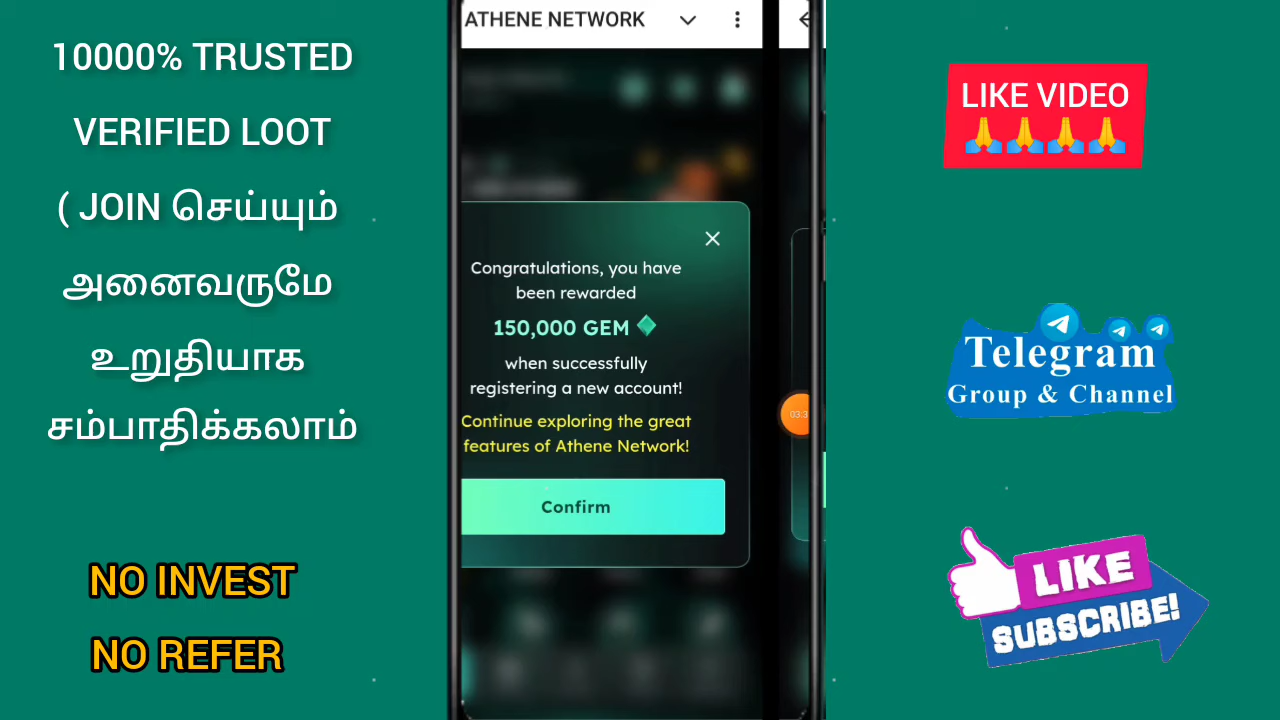 10000% TRUSTED
VERIFIED LOOT
( JOIN செய்யும்
அனைவருமே
உறுதியாக
சம்பாதிக்கலாம்
NO INVEST
NO REFER
ATHENE NETWORK
Congratulations, you have
been rewarded
150,000 GEM
when successfully
registering a new account!
Continue exploring the great
features of Athene Network!
Confirm
03:3
LIKE VIDEO
Telegram
Group & Channel
LIKE
SUBSCRIBE!